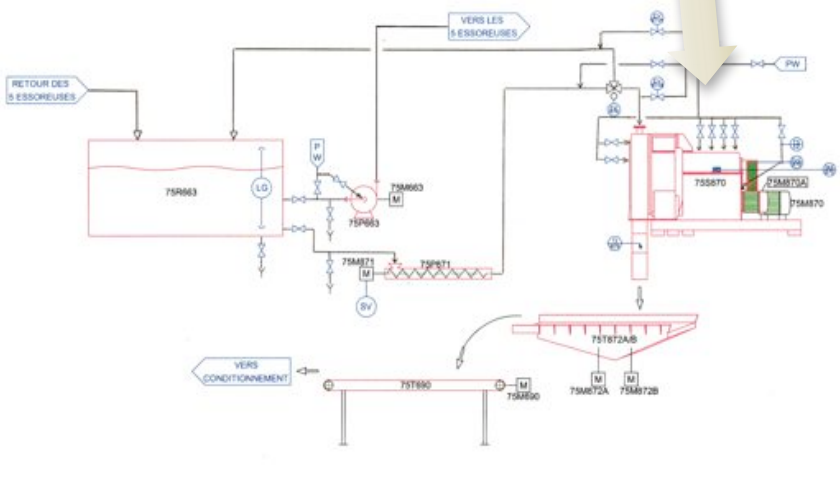 VERS LES
5 ESSOREUSES
RETOUR DES
5 ESSOREUSES
PW
P
W
75R663
LG
75M663
M
75P663
75S870
75M870A
75M870
75M871
75P871
M
SV
75T872A/B
M
M
75M872A
75M872B
VERS
CONDITIONNEMENT
75T690
M
75M690